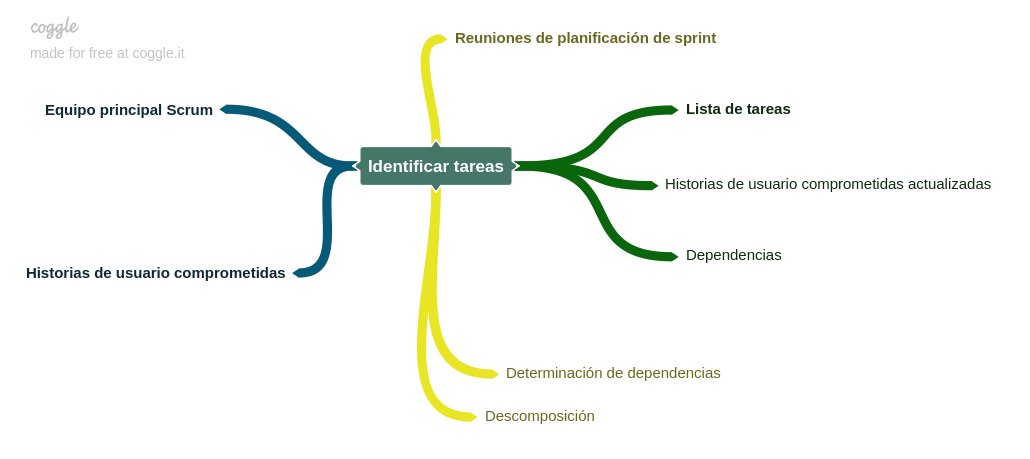 coggle
made for free at coggle.it
Reuniones de planificación de sprint
Equipo principal Scrum
Lista de tareas
Identificar tareas
Historias de usuario comprometidas actualizadas
Dependencias
Historias de usuario comprometidas
Determinación de dependencias
Descomposición